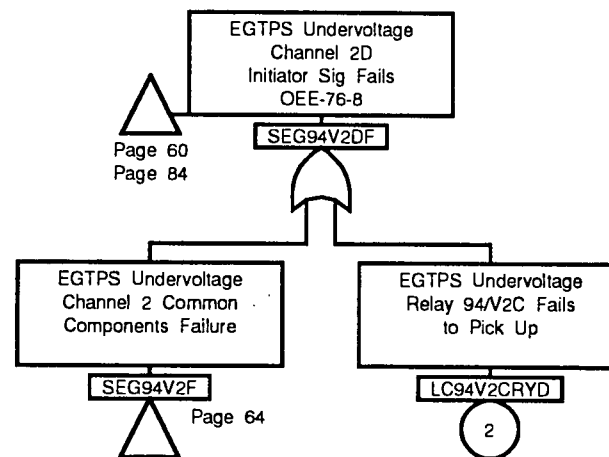 EGTPS Undervoltage
Channel 2D
Initiator Sig Fails
OEE-76-8
Page 60
Page 84
SEG94V2DF
EGTPS Undervoltage
Channel 2 Common
Components Failure
SEG94V2F
Page 64
EGTPS Undervoltage
Relay 94/V2C Fails
to Pick Up
LC94V2CRYD
2